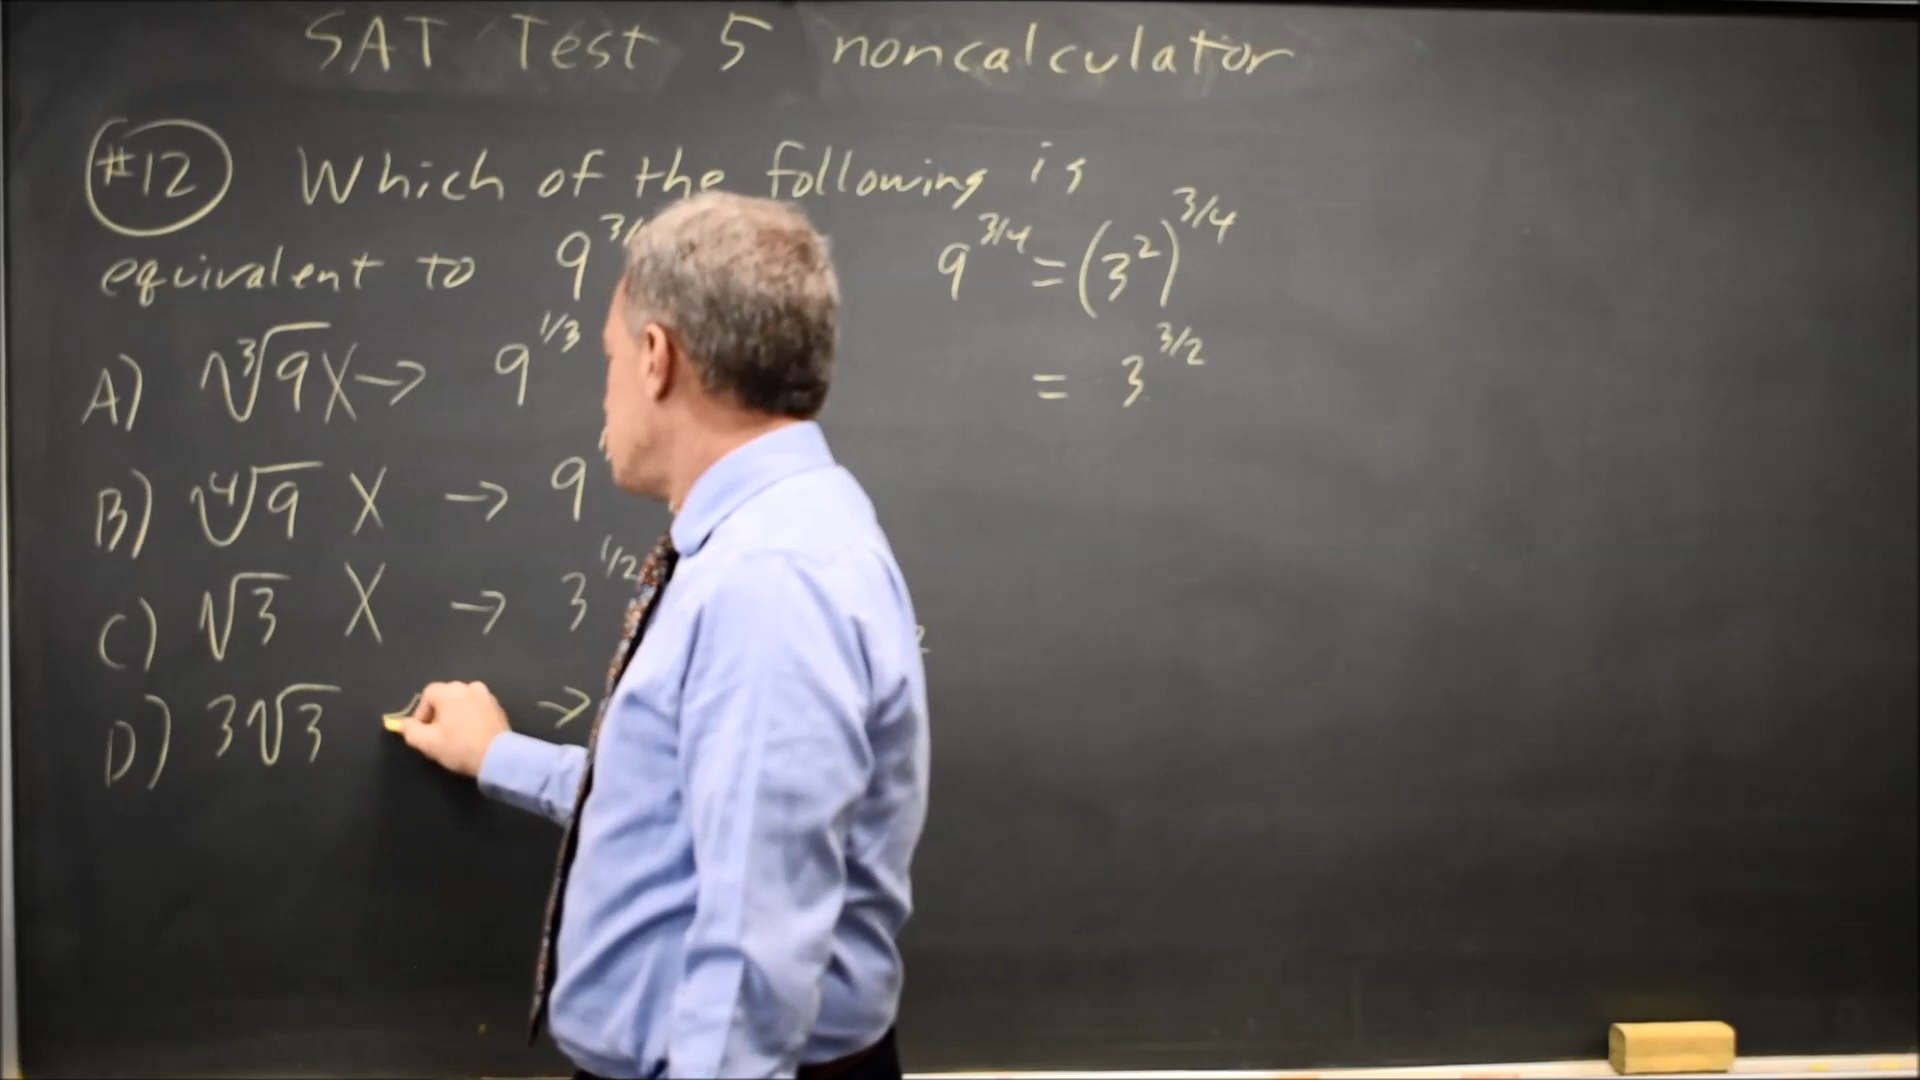 SAT Test 5 noncalculator
#12 Which of the following is
equivalent to 9^3/
A) ∛9 X → 9^1/3
B) ∜9 X → 9
C) √3 X → 3^1/2
D) 3√3 →
9^3/4 = (3^2)^3/4
= 3^3/2